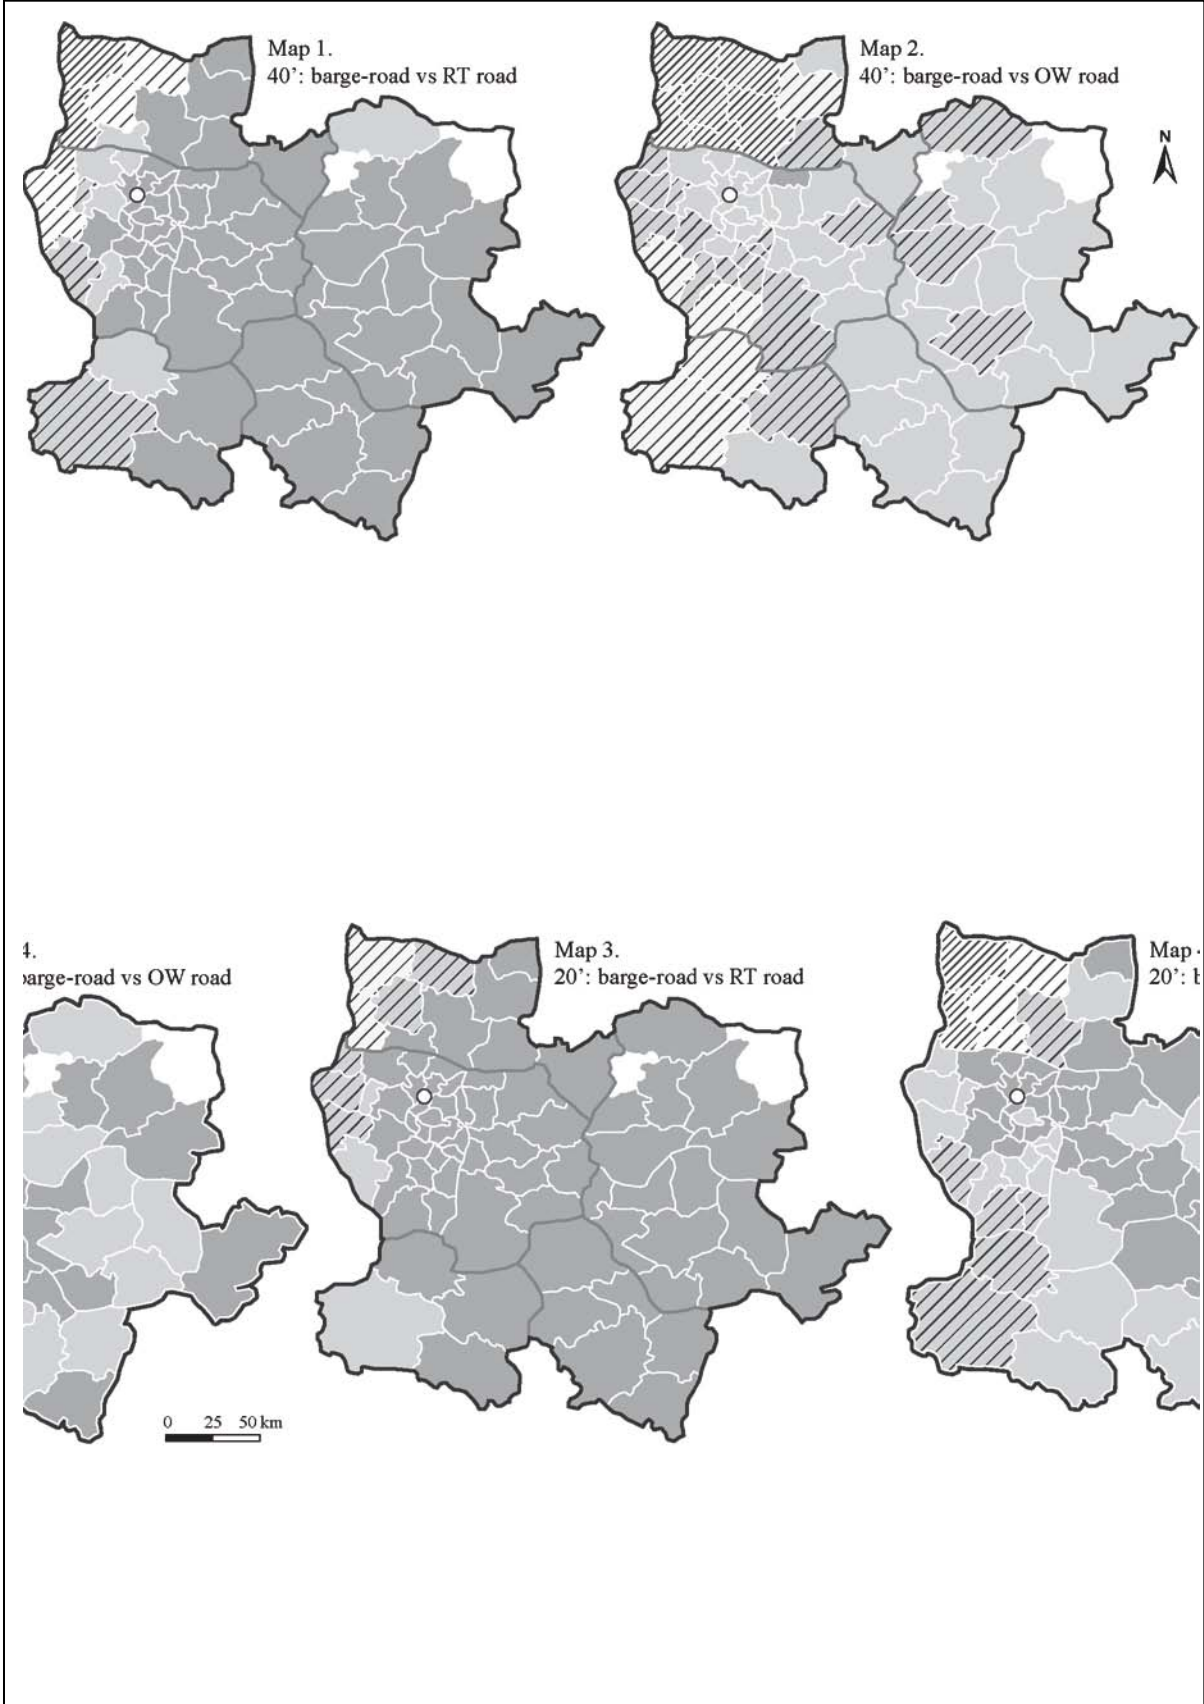 Map 1.
40’: barge-road vs RT road
Map 2.
40’: barge-road vs OW road
N
4.
barge-road vs OW road
Map 3.
20’: barge-road vs RT road
Map
20’:
0 25 50 km